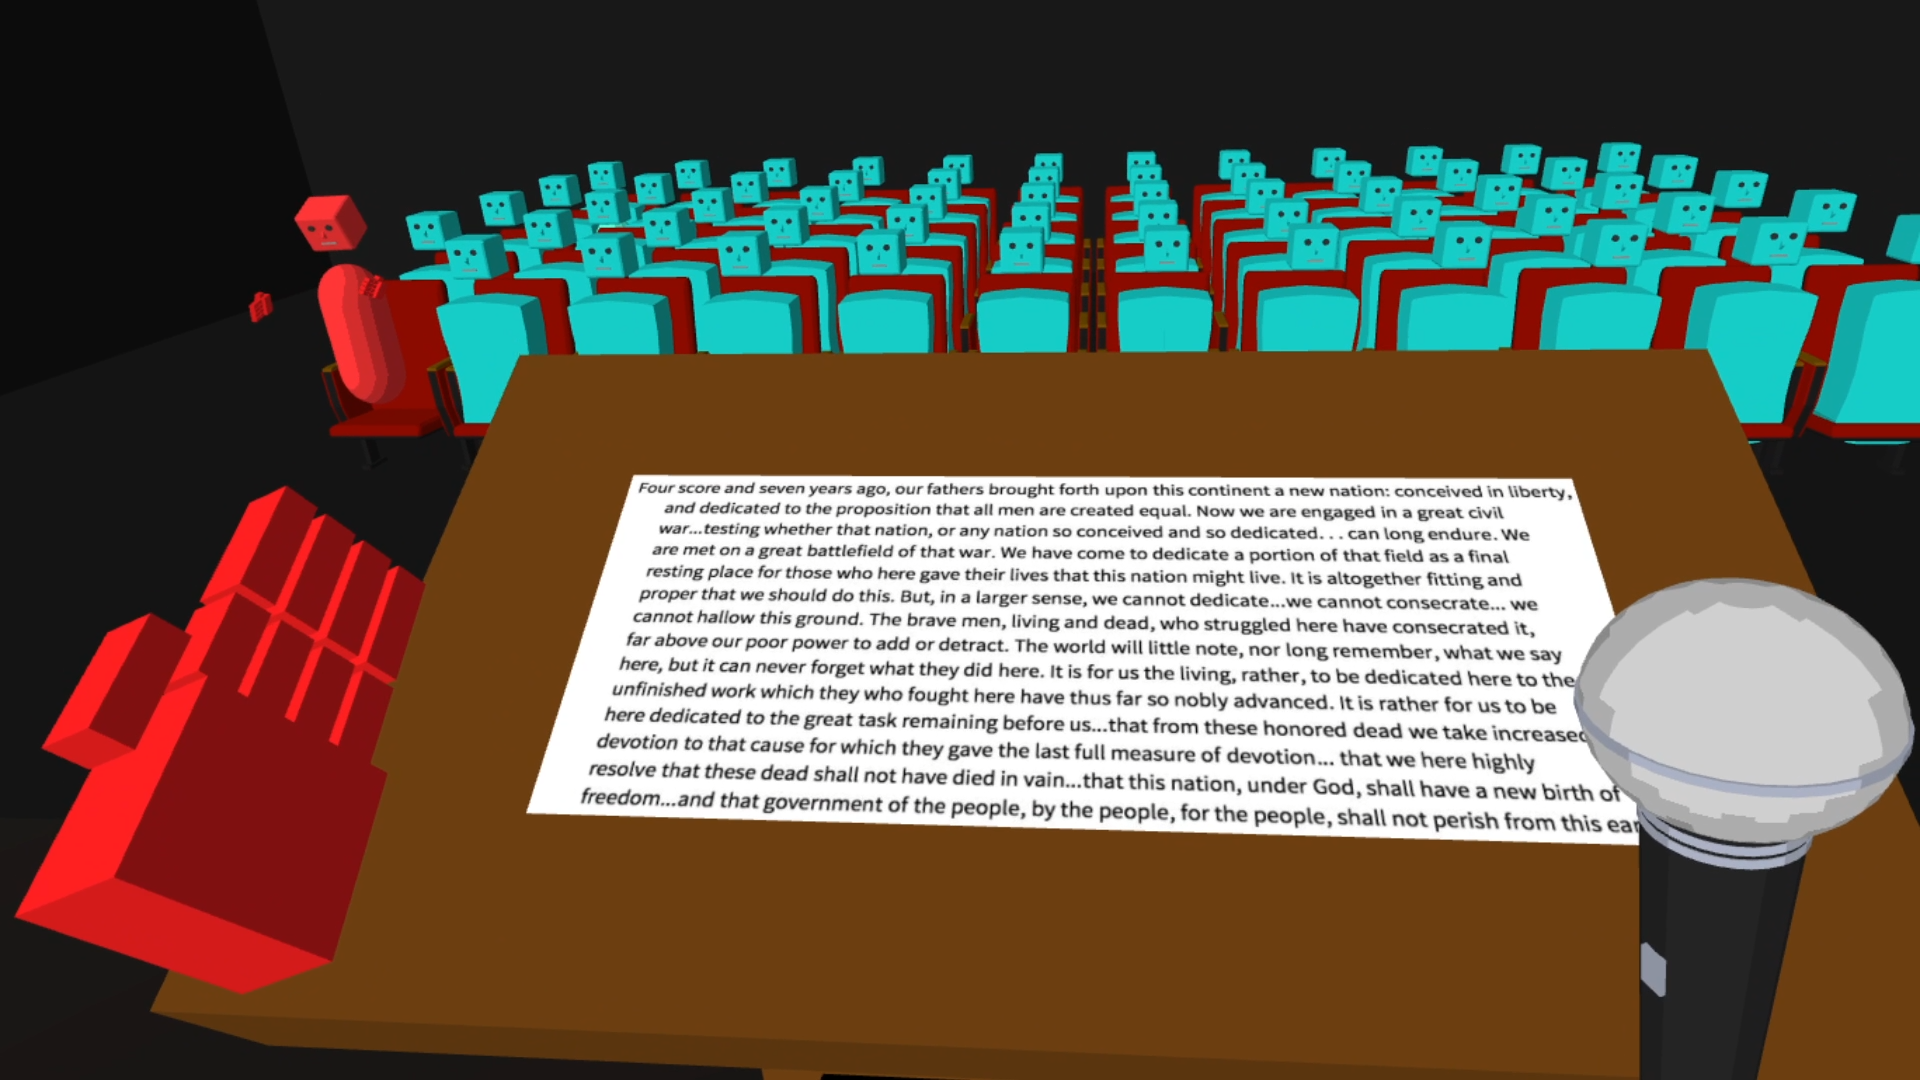 Four score and seven years ago, our fathers brought forth upon this continent a new nation: conceived in liberty,
and dedicated to the proposition that all men are created equal. Now we are engaged in a great civil
war...testing whether that nation, or any nation so conceived and so dedicated. . . can long endure. We
are met on a great battlefield of that war. We have come to dedicate a portion of that field as a final
resting place for those who here gave their lives that this nation might live. It is altogether fitting and
proper that we should do this. But, in a larger sense, we cannot dedicate...we cannot consecrate... we
cannot hallow this ground. The brave men, living and dead, who struggled here have consecrated it,
far above our poor power to add or detract. The world will little note, nor long remember, what we say
here, but it can never forget what they did here. It is for us the living, rather, to be dedicated here to the
unfinished work which they who fought here have thus far so nobly advanced. It is rather for us to be
here dedicated to the great task remaining before us...that from these honored dead we take increased
devotion to that cause for which they gave the last full measure of devotion... that we here highly
resolve that these dead shall not have died in vain...that this nation, under God, shall have a new birth of
freedom...and that government of the people, by the people, for the people, shall not perish from this